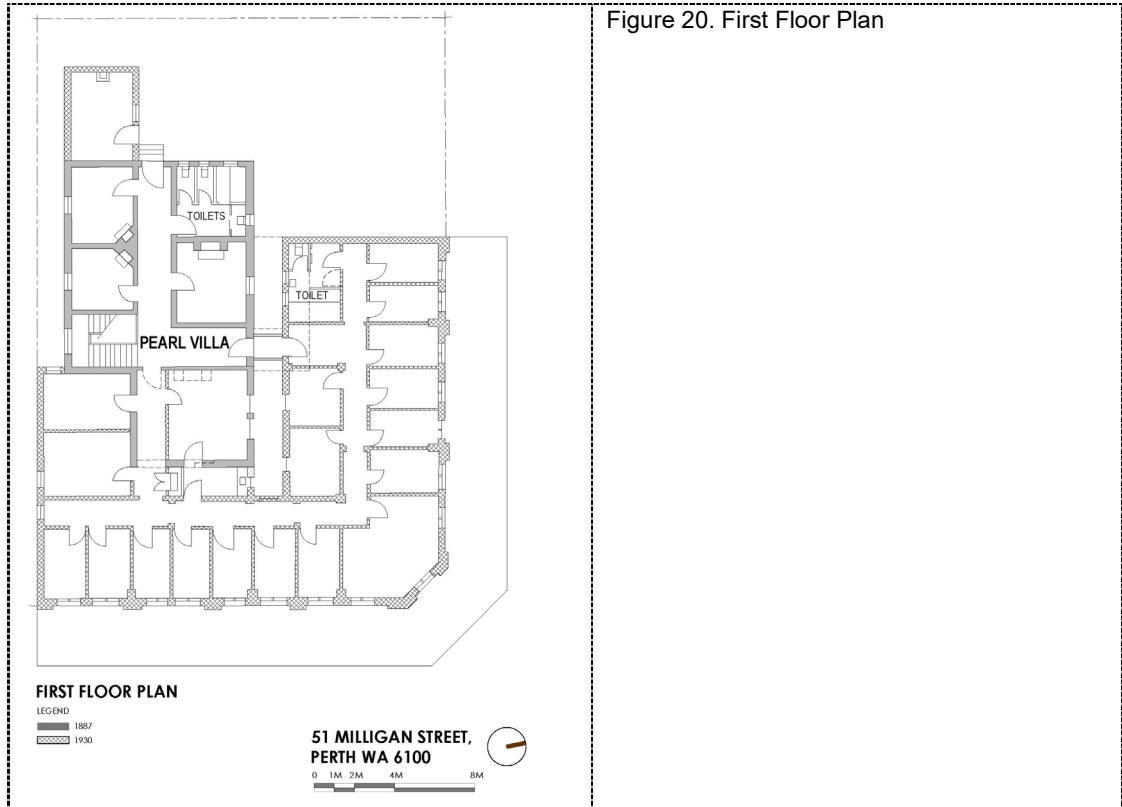 Figure 20. First Floor Plan
TOILETS
TOILET
PEARL VILLA
FIRST FLOOR PLAN
LEGEND
1887
1930
51 MILLIGAN STREET,
PERTH WA 6100
0 1M 2M 4M 8M